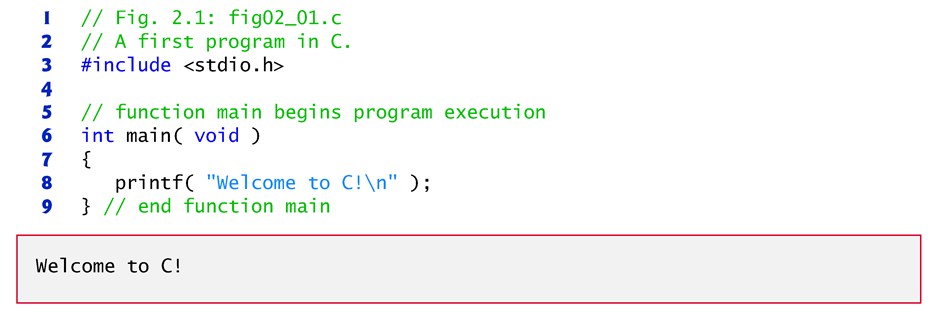 1 // Fig. 2.1: fig02_01.c
2 // A first program in C.
3 #include <stdio.h>
4
5 // function main begins program execution
6 int main( void )
7 {
8    printf( "Welcome to C!\n" );
9 } // end function main
Welcome to C!